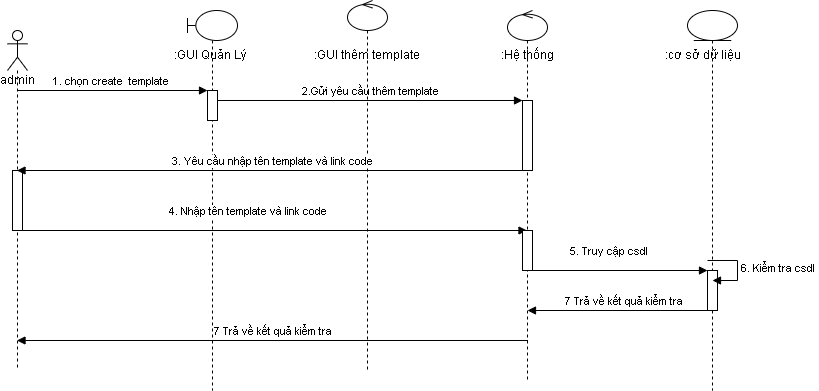 :GUI Quản Lý
:GUI thêm template
:Hệ thống
:cơ sở dữ liệu
admin
1. chọn create template
2.Gửi yêu cầu thêm template
3. Yêu cầu nhập tên template và link code
4. Nhập tên template và link code
5. Truy cập csdl
6. Kiểm tra csdl
7 Trả về kết quả kiểm tra
7 Trả về kết quả kiểm tra